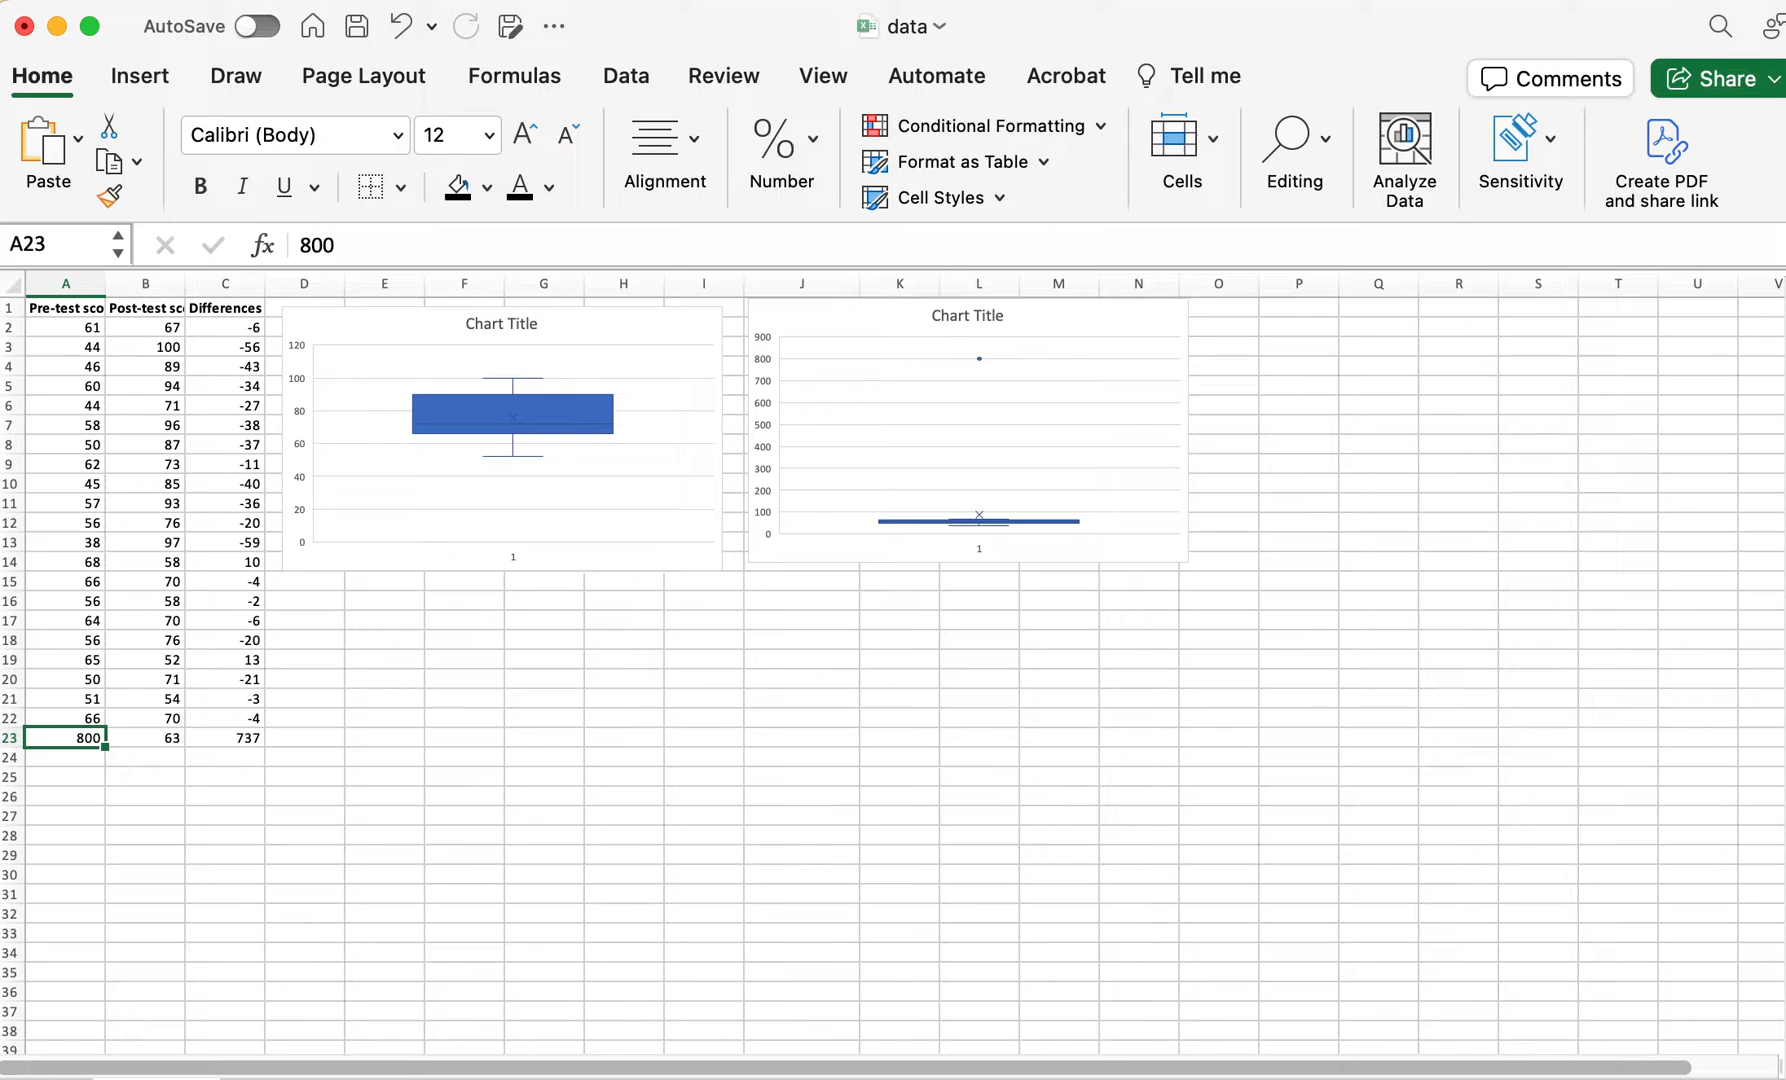 AutoSave
data
Home Insert Draw Page Layout Formulas Data Review View Automate Acrobat Tell me Comments Share
Paste
Calibri (Body) 12
B I U A
Alignment
% Number
Conditional Formatting
Format as Table
Cell Styles
Cells
Editing
Analyze
Data
Sensitivity
Create PDF
and share link
A23 fx 800
A B C D E F G H I J K L M N O P Q R S T U V
1 Pre-test sco Post-test sc Differences
2 61 67 -6
3 44 100 -56
4 46 89 -43
5 60 94 -34
6 44 71 -27
7 58 96 -38
8 50 87 -37
9 62 73 -11
10 45 85 -40
11 57 93 -36
12 56 76 -20
13 38 97 -59
14 68 58 10
15 66 70 -4
16 56 58 -2
17 64 70 -6
18 56 76 -20
19 65 52 13
20 50 71 -21
21 51 54 -3
22 66 70 -4
23 800 63 737
24
25
26
27
28
29
30
31
32
33
34
35
36
37
38
39
Chart Title
120
100
80
60
40
20
0
1
Chart Title
900
800
700
600
500
400
300
200
100
0
1